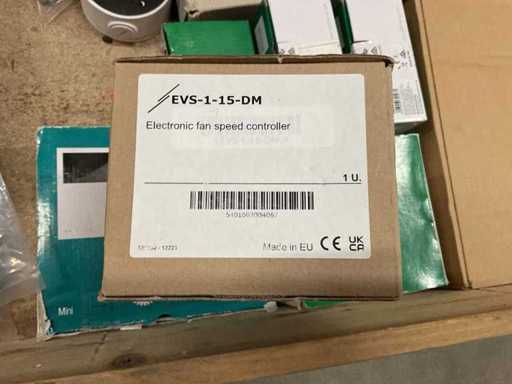 EVS-1-15-DM
Electronic fan speed controller
1 U.
Made in EU CE UK CA
Mini